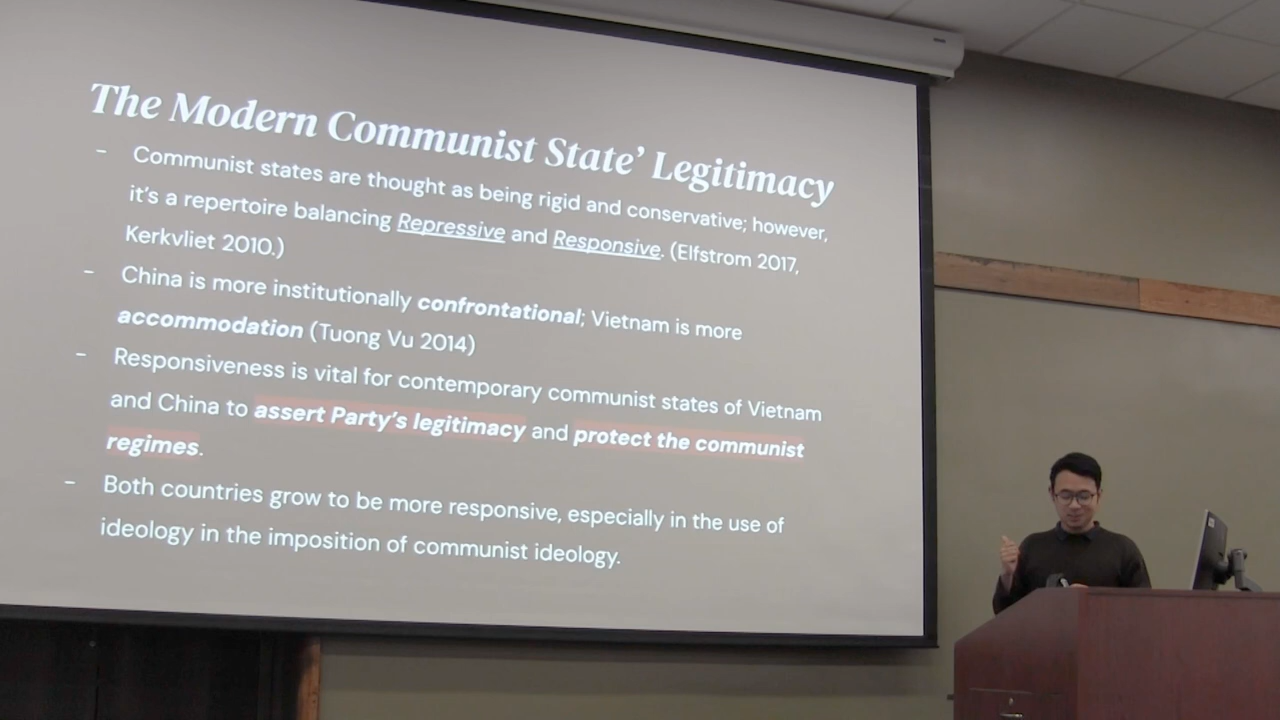 The Modern Communist State’ Legitimacy
- Communist states are thought as being rigid and conservative; however,
it’s a repertoire balancing Repressive and Responsive. (Elfstrom 2017,
Kerkvliet 2010.)
- China is more institutionally confrontational; Vietnam is more
accommodation (Tuong Vu 2014)
- Responsiveness is vital for contemporary communist states of Vietnam
and China to assert Party’s legitimacy and protect the communist
regimes.
- Both countries grow to be more responsive, especially in the use of
ideology in the imposition of communist ideology.